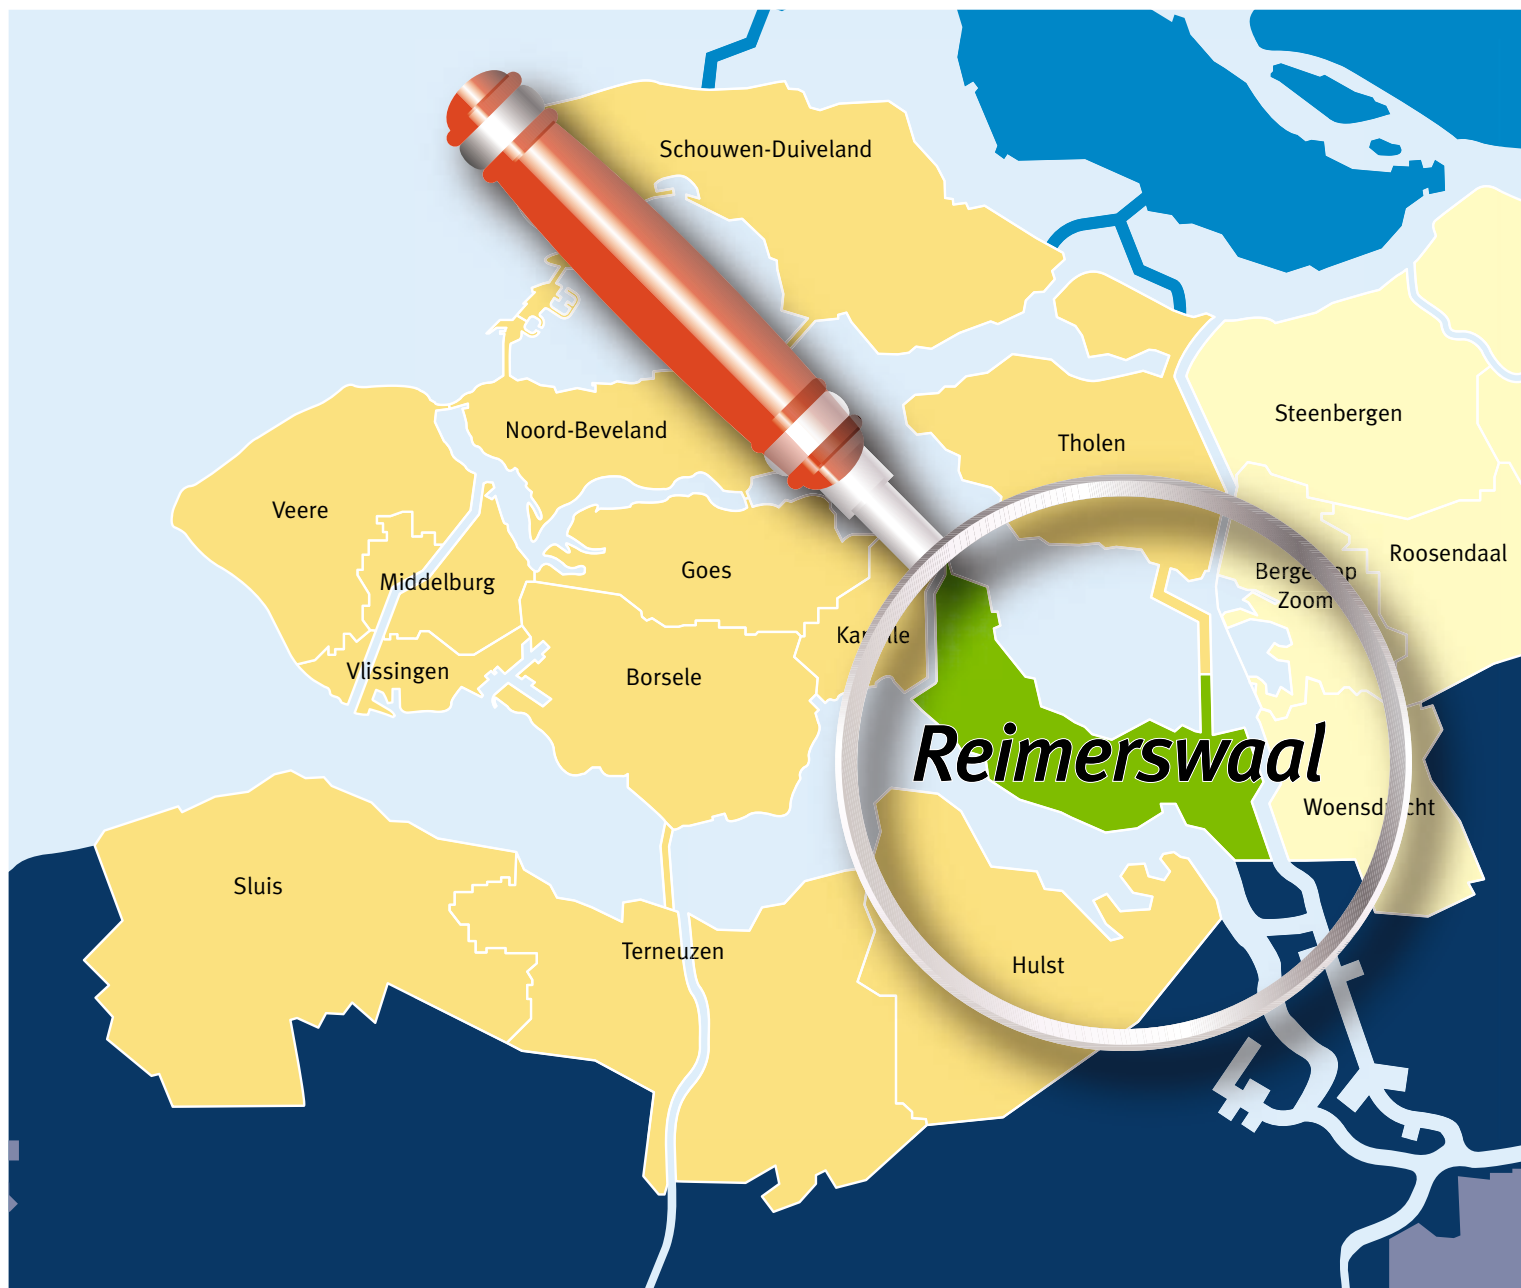 Schouwen-Duiveland
Steenbergen
Noord-Beveland
Tholen
Veere
Roosendaal
Goes
Middelburg
Zoom
Vlissingen
Borsele
Reimerswaal
Sluis
Terneuzen
Hulst